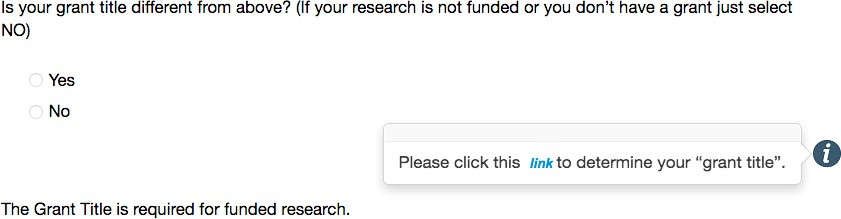 Is your grant title different from above? (If your research is not funded or you don't have a grant just select
NO)
Yes
No
Please click this link to determine your “grant title”.
i
The Grant Title is required for funded research.